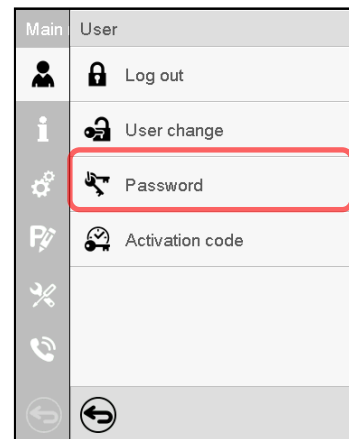 Main User
Log out
User change
Password
Activation code